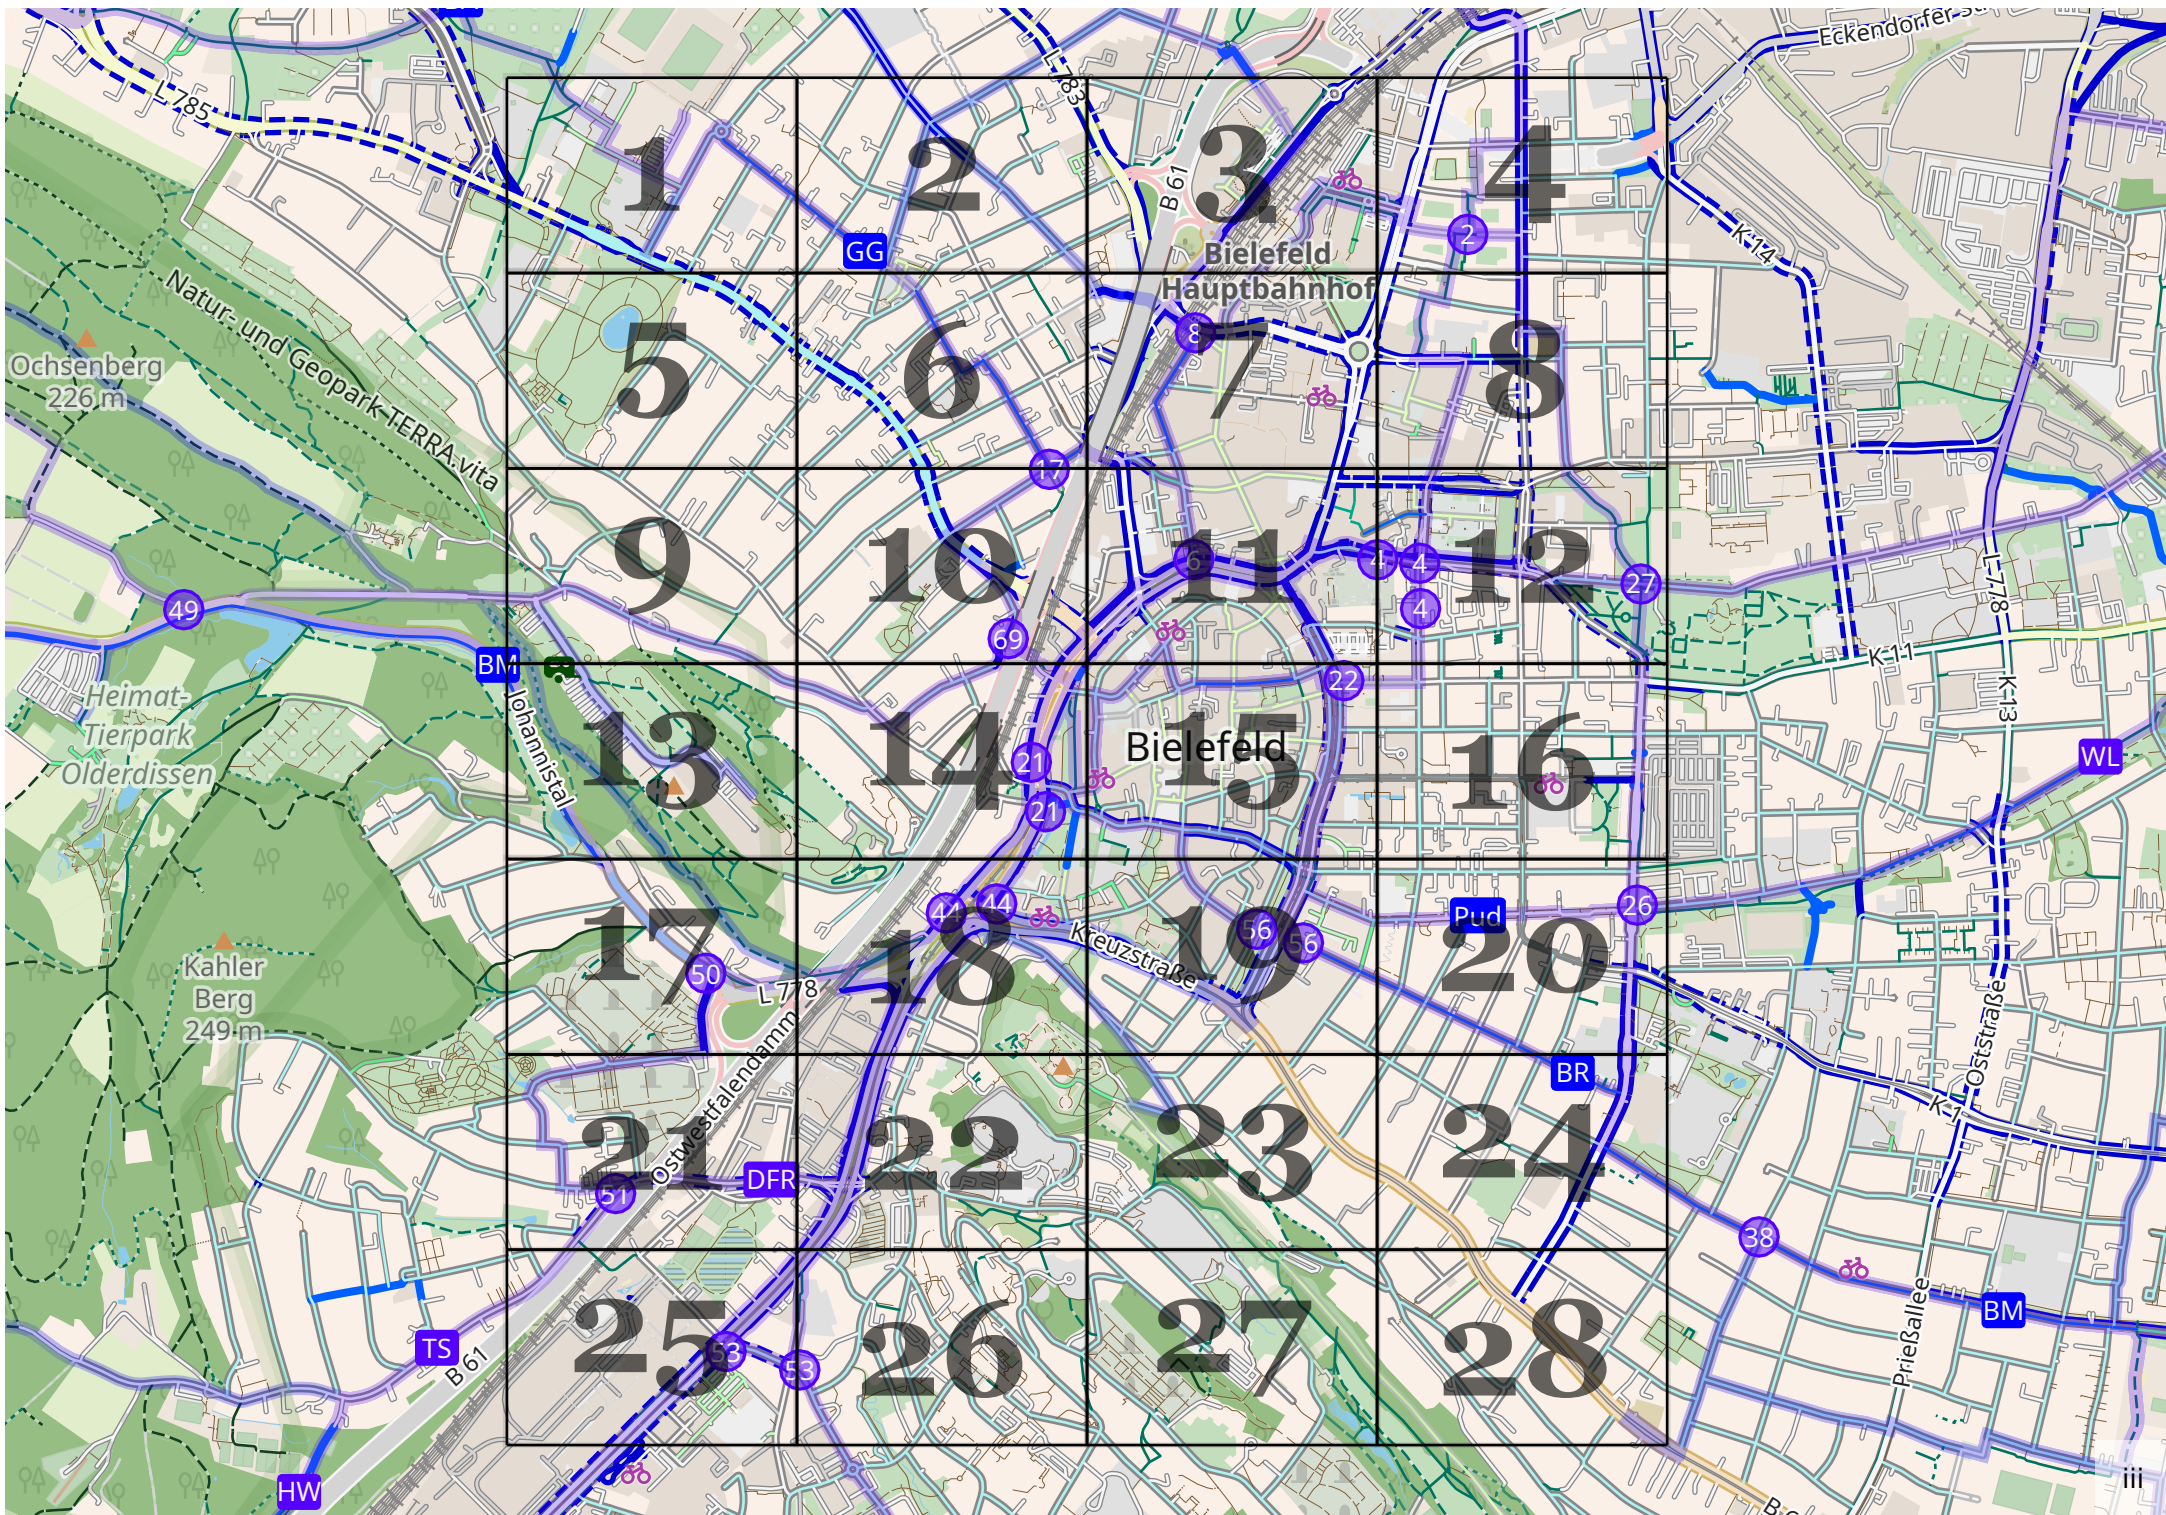 Eckendorfer St
L 785
L 783
B 61
1
2
3
4
2
K 14
GG
Bielefeld
Hauptbahnhof
Natur- und Geopark TERRA.vita
Ochsenberg
226 m
5
6
7
8
8
17
9
10
11
12
6
4
4
4
27
49
69
L 778
K 11
BM
Johannistal
Heimat-
Tierpark
Olderdissen
13
14
15
16
22
K 13
Bielefeld
21
21
WL
17
18
19
20
44
44
Kreuzstraße
56
56
Pud
26
Kahler
Berg
249 m
50
L 778
Oststraße
Ostwestfalendamm
BR
K 1
21
22
23
24
DFR
51
38
25
26
27
28
53
53
TS
B 61
BM
Prießallee
HW
iii
B 6